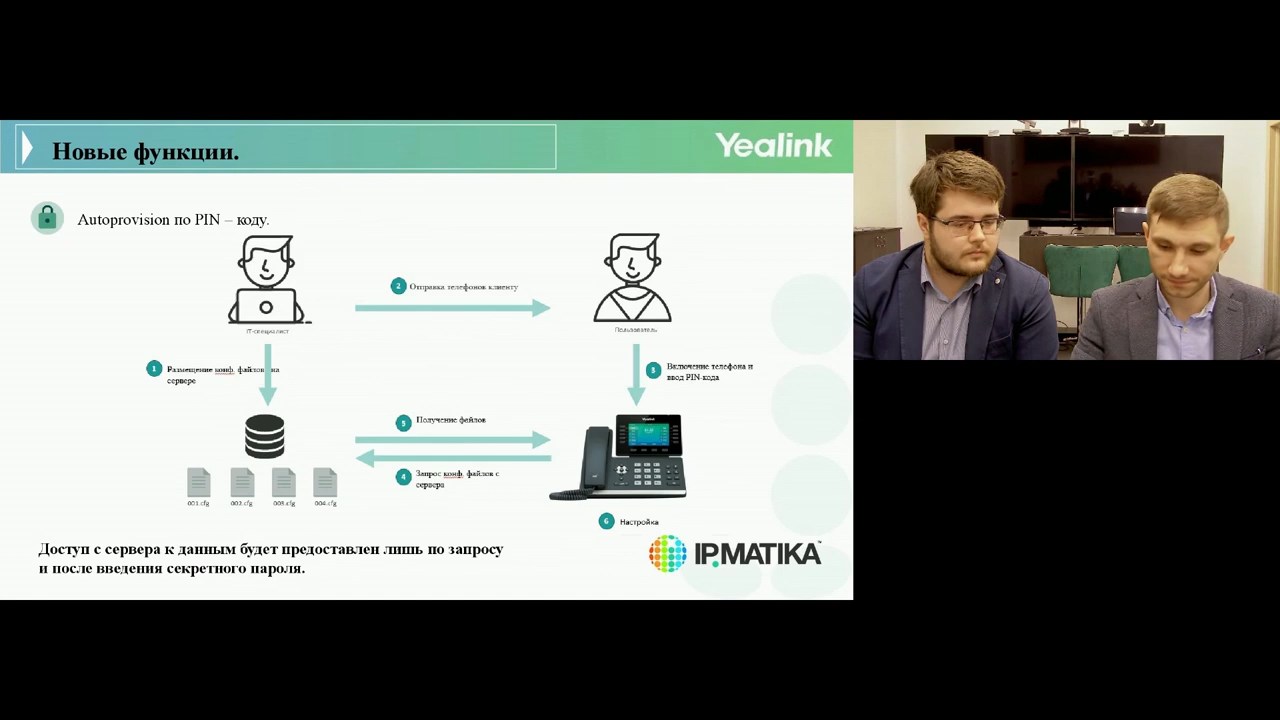 Новые функции.
Yealink
Autoprovision по PIN – коду.
2 Отправка телефонов клиенту
IT-специалист
Пользователь
1 Размещение конф. файлов на
сервере
3 Включение телефона и
ввод PIN-кода
5 Получение файлов
4 Запрос конф. файлов с
сервера
001.cfg 002.cfg 003.cfg 004.cfg
6 Настройка
Доступ с сервера к данным будет предоставлен лишь по запросу
и после введения секретного пароля.
IPMATIKA™